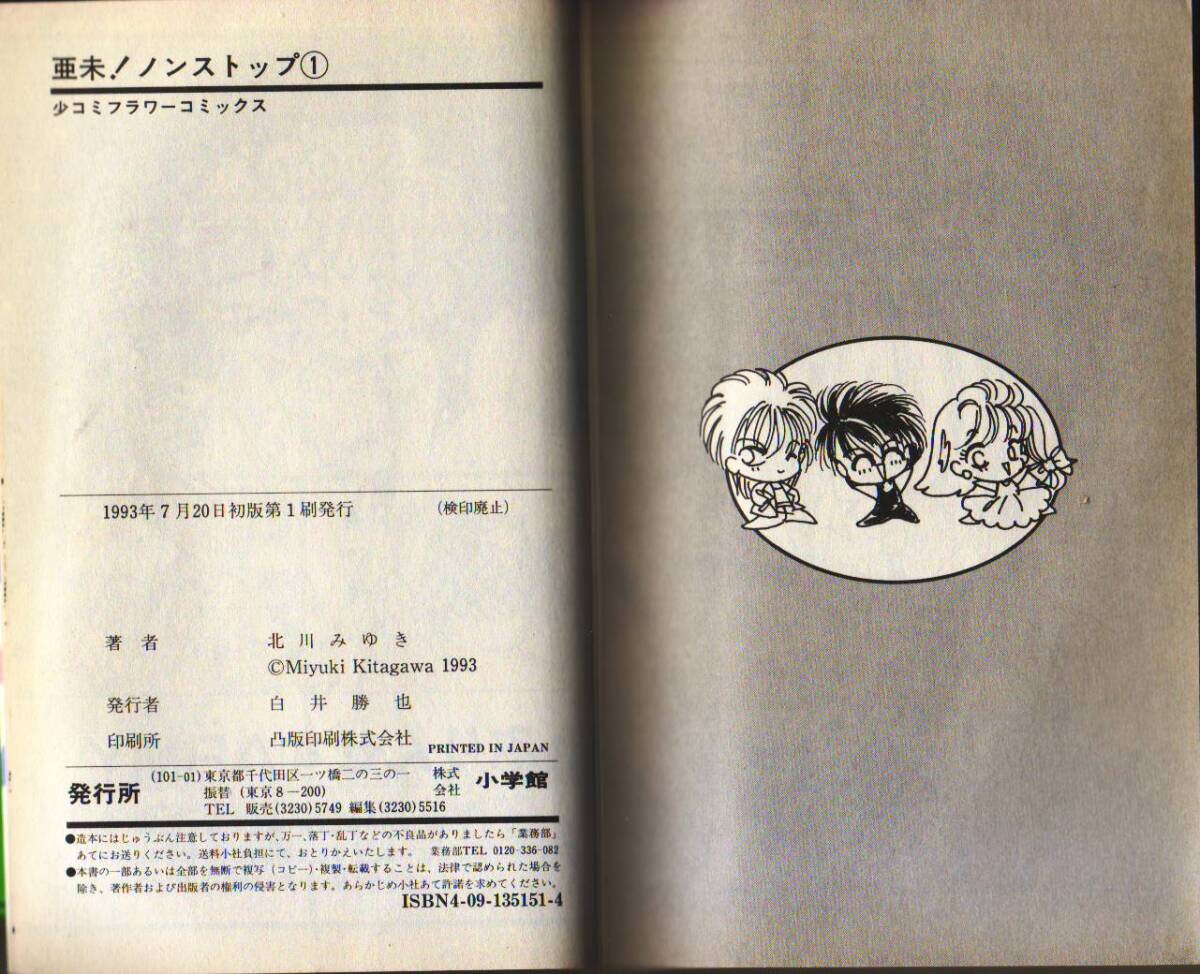 亜未!ノンストップ①
少コミフラワーコミックス
1993年7月20日初版第1刷発行 (検印廃止)
著者 北川みゆき
©Miyuki Kitagawa 1993
発行者 白井勝也
印刷所 凸版印刷株式会社
PRINTED IN JAPAN
発行所 (101-01)東京都千代田区一ツ橋二の三の一 株式会社 小学館
振替(東京8-200)
TEL 販売(3230)5749 編集(3230)5516
●造本にはじゅうぶん注意しておりますが、万一、落丁・乱丁などの不良品がありましたら「業務部」
あてにお送りください。送料小社負担にて、おとりかえいたします。 業務部TEL 0120-336-082
●本書の一部あるいは全部を無断で複写(コピー)・複製・転載することは、法律で認められた場合を
除き、著作者および出版者の権利の侵害となります。あらかじめ小社あて許諾を求めてください。
ISBN4-09-135151-4